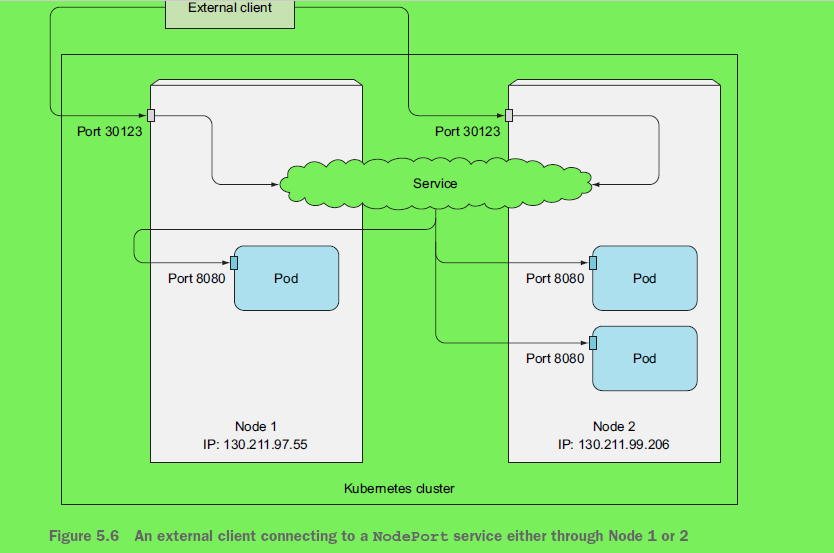 External client
Port 30123
Port 30123
Service
Port 8080
Pod
Port 8080
Pod
Port 8080
Pod
Node 1
IP: 130.211.97.55
Node 2
IP: 130.211.99.206
Kubernetes cluster
Figure 5.6 An external client connecting to a NodePort service either through Node 1 or 2